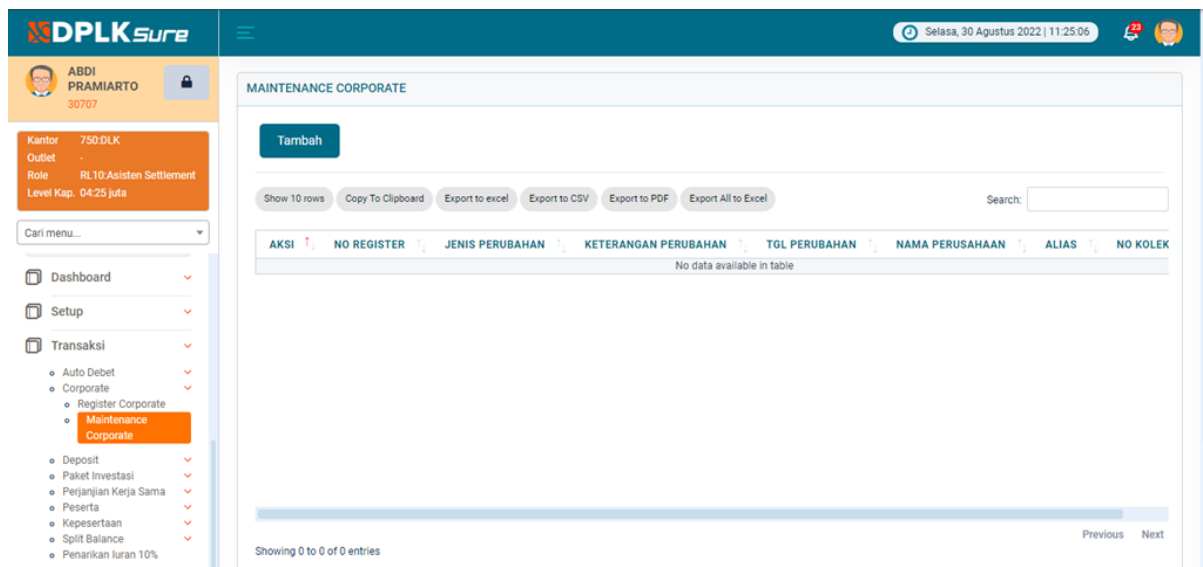 DPLK Sure
Selasa, 30 Agustus 2022 | 11:25:06
23
ABDI
PRAMIARTO
30707
Kantor 750:DLK
Outlet -
Role RL10:Asisten Settlement
Level Kap. 04:25 juta
Cari menu...
Dashboard
Setup
Transaksi
Auto Debet
Corporate
Register Corporate
Maintenance
Corporate
Deposit
Paket Investasi
Perjanjian Kerja Sama
Peserta
Kepesertaan
Split Balance
Penarikan Iuran 10%
MAINTENANCE CORPORATE
Tambah
Show 10 rows Copy To Clipboard Export to excel Export to CSV Export to PDF Export All to Excel Search:
AKSI NO REGISTER JENIS PERUBAHAN KETERANGAN PERUBAHAN TGL PERUBAHAN NAMA PERUSAHAAN ALIAS NO KOLEK
No data available in table
Previous Next
Showing 0 to 0 of 0 entries